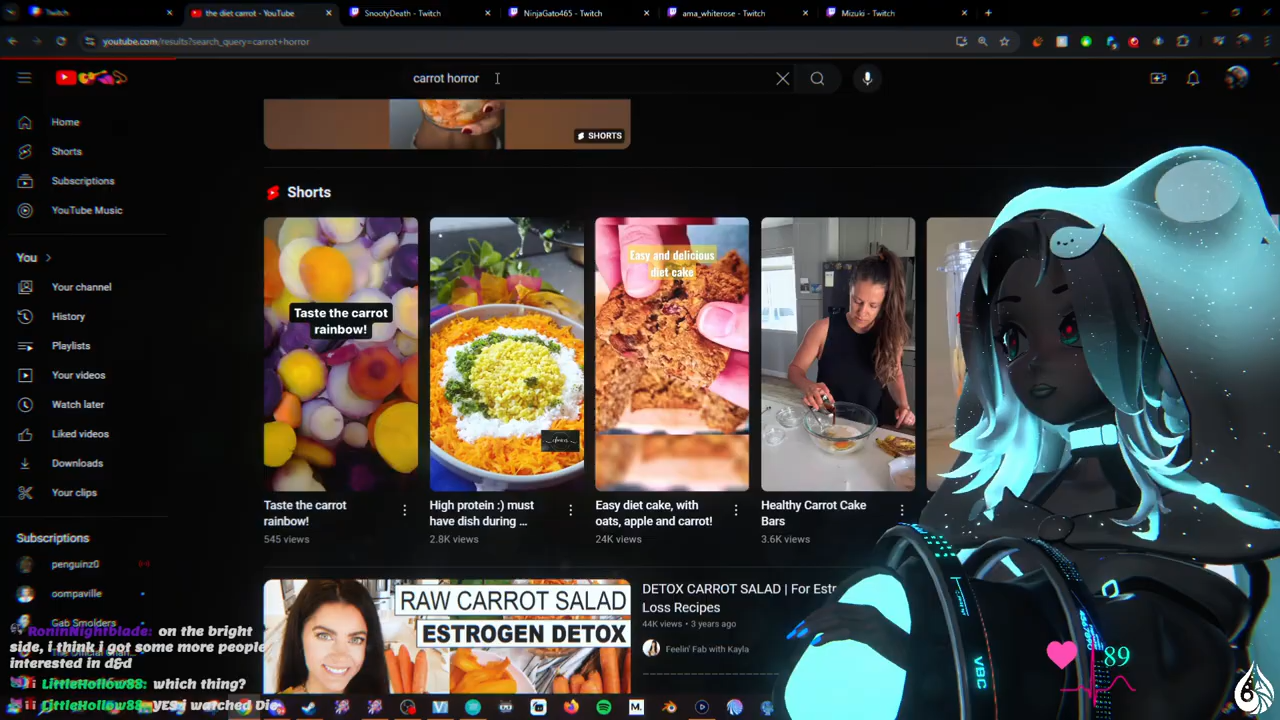 Twitch
the diet carrot - YouTube
SnootyDeath - Twitch
NinjaGato465 - Twitch
ama_whiterose - Twitch
Mizuki - Twitch
youtube.com/results?search_query=carrot+horror
carrot horror
Home
Shorts
Subscriptions
YouTube Music
You
Your channel
History
Playlists
Your videos
Watch later
Liked videos
Downloads
Your clips
Subscriptions
penguinz0
oompaville
Gab Smolders
SHORTS
Shorts
Taste the carrot
rainbow!
Easy and delicious
diet cake
Taste the carrot
rainbow!
545 views
High protein :) must
have dish during ...
2.8K views
Easy diet cake, with
oats, apple and carrot!
24K views
Healthy Carrot Cake
Bars
3.6K views
RAW CARROT SALAD
ESTROGEN DETOX
DETOX CARROT SALAD | For Estr
Loss Recipes
44K views • 3 years ago
Feelin' Fab with Kayla
RoninNightblade: on the bright
side, i think i got some more people
interested in d&d
LittleHollow88: which thing?
LittleHollow88: YES i watched Die
VBC
89
6